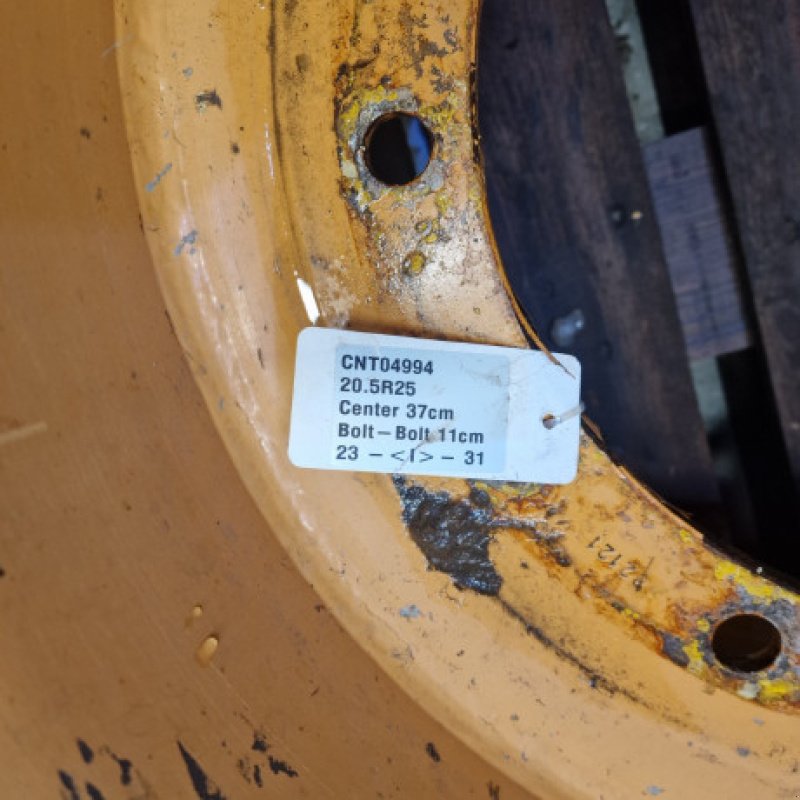 CNT04994
20.5R25
Center 37cm
Bolt-Bolt 11cm
23 - <I> - 31